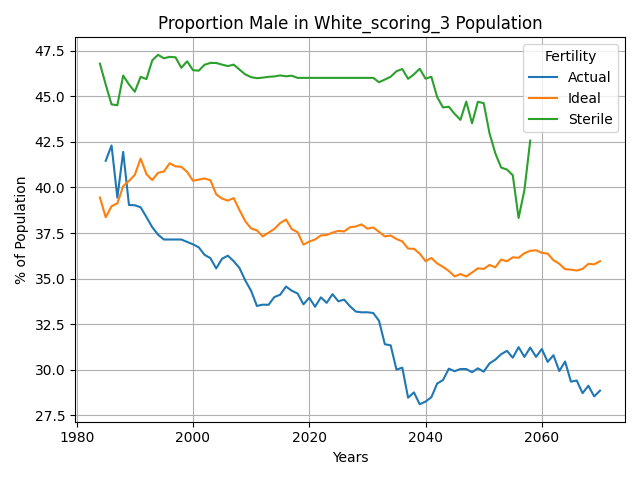 Proportion Male in White_scoring_3 Population
% of Population
47.5
45.0
42.5
40.0
37.5
35.0
32.5
30.0
27.5
Fertility
Actual
Ideal
Sterile
1980
2000
2020
2040
2060
Years